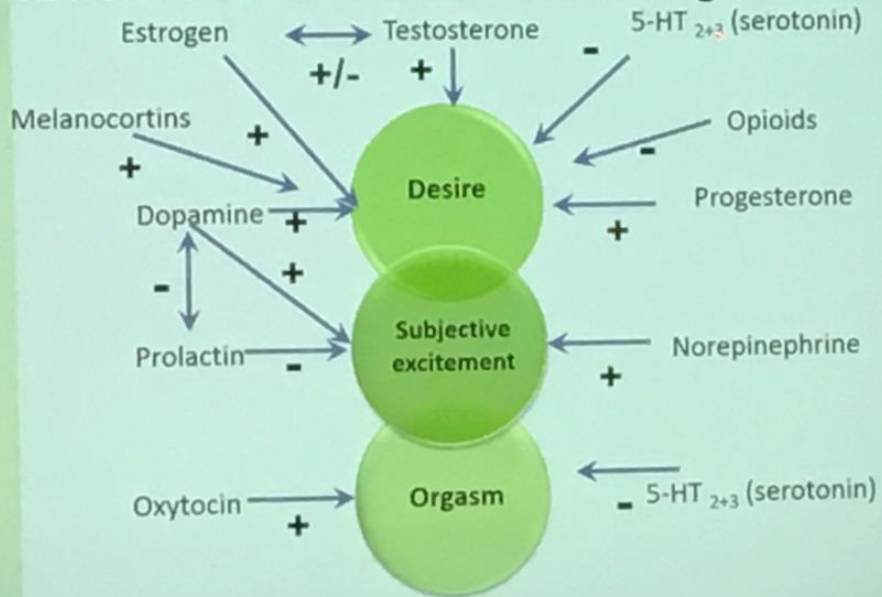 Estrogen
Testosterone
5-HT 2+3 (serotonin)
+/-
+
-
Melanocortins
+
+
Opioids
-
Desire
Progesterone
+
Dopamine
+
-
+
Subjective
excitement
Prolactin
-
Norepinephrine
+
Orgasm
Oxytocin
+
5-HT 2+3 (serotonin)
-